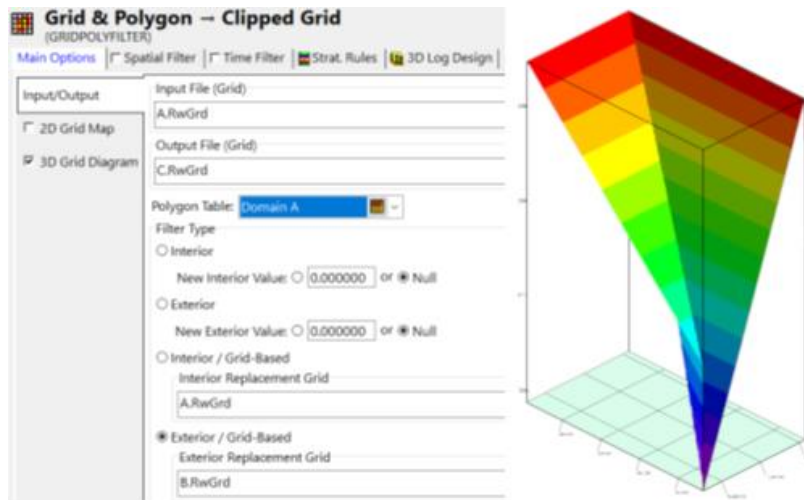 Grid & Polygon → Clipped Grid
(GRIDPOLYFILTER)
Main Options Spatial Filter Time Filter Strat. Rules 3D Log Design
Input/Output
2D Grid Map
3D Grid Diagram
Input File (Grid)
A.RwGrd
Output File (Grid)
C.RwGrd
Polygon Table: Domain A
Filter Type
Interior
New Interior Value: 0.000000 or Null
Exterior
New Exterior Value: 0.000000 or Null
Interior / Grid-Based
Interior Replacement Grid
A.RwGrd
Exterior / Grid-Based
Exterior Replacement Grid
B.RwGrd